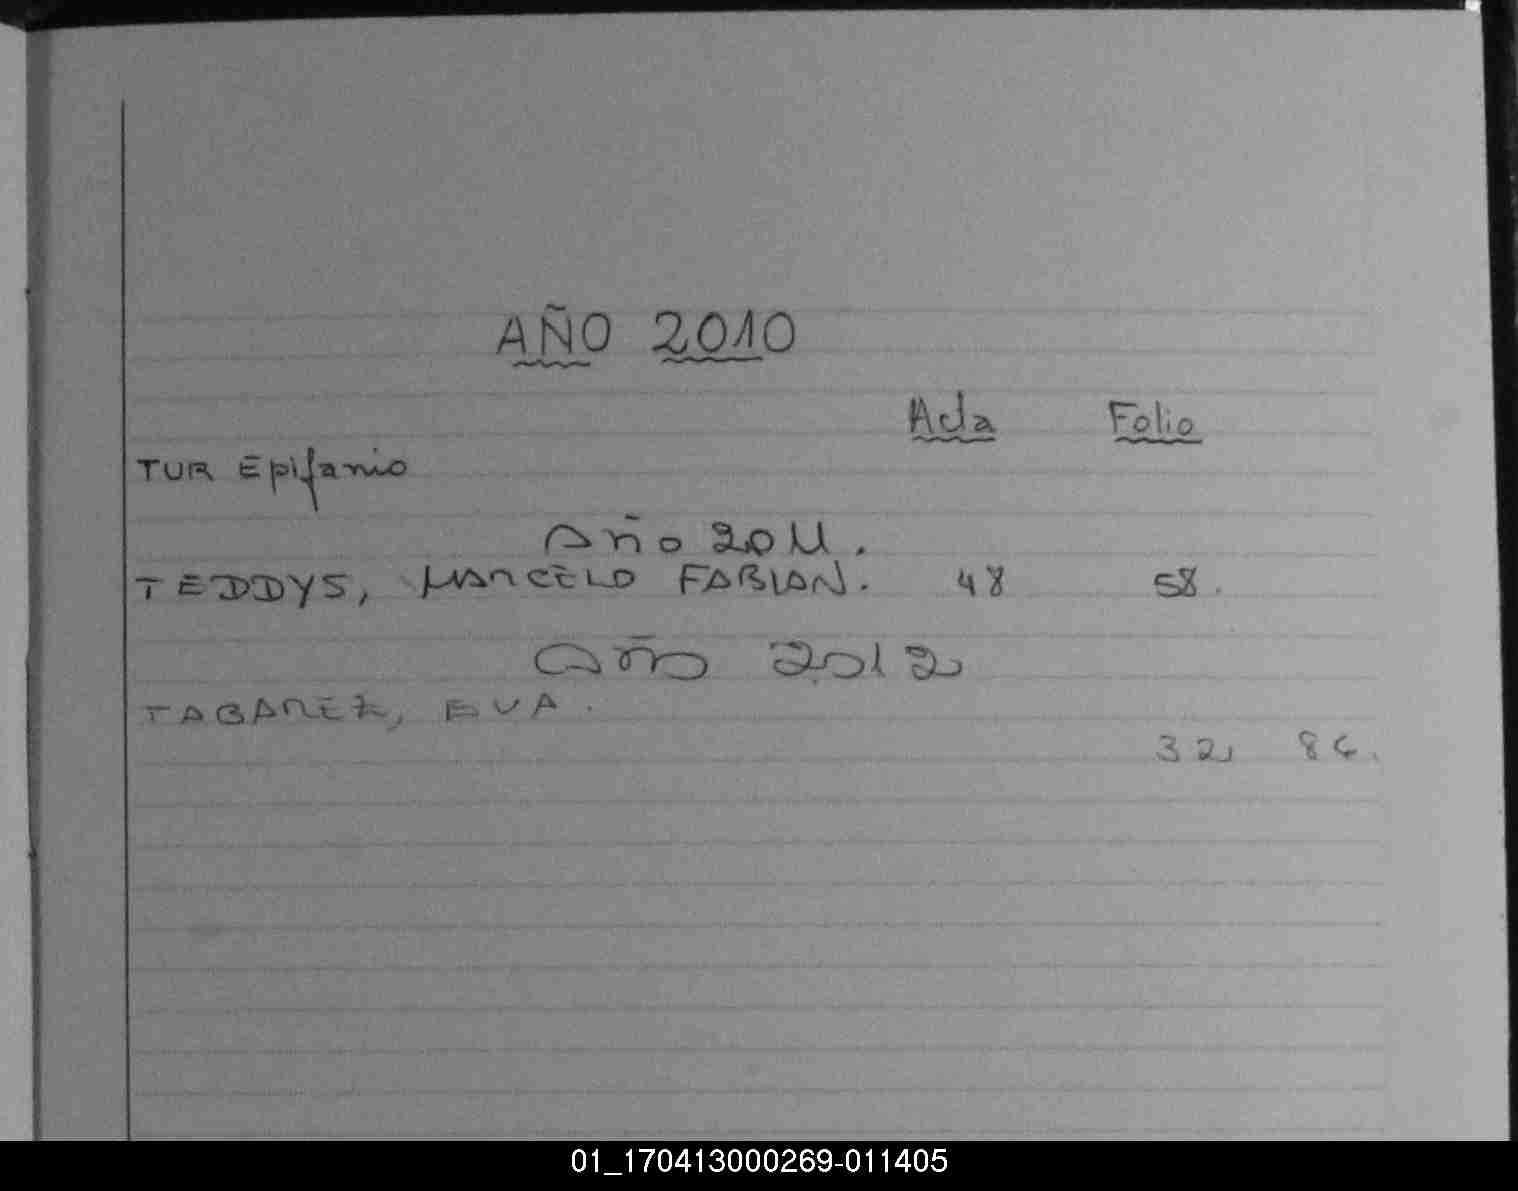 AÑO 2010
Acta Folio
TUR Epifanio
Año 2011.
TEDDYS, MARCELO FABIAN. 48 58.
Año 2012
TABAREZ, EVA.
32, 84.
01_170413000269-011405